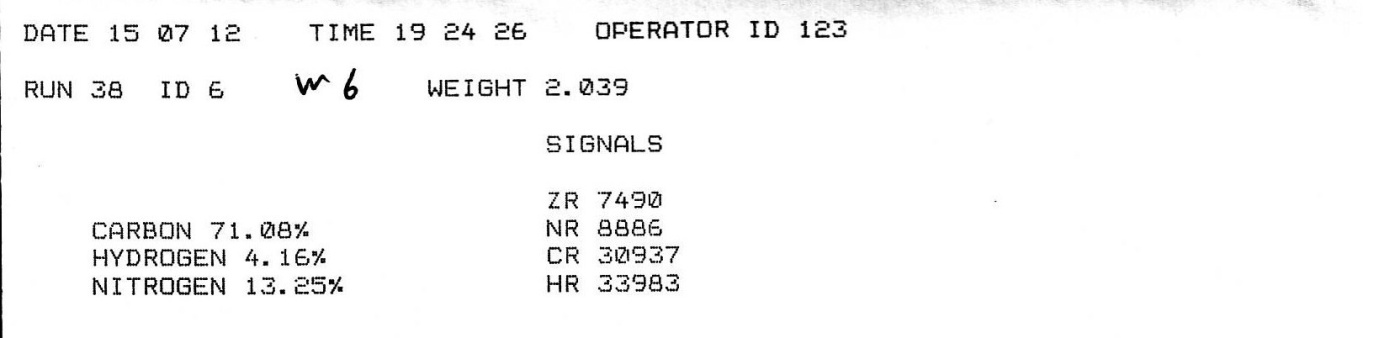 DATE 15 07 12 TIME 19 24 26 OPERATOR ID 123
RUN 38 ID 6 W 6 WEIGHT 2.039
SIGNALS
ZR 7490
CARBON 71.08% NR 8886
HYDROGEN 4.16% CR 30937
NITROGEN 13.25% HR 33983